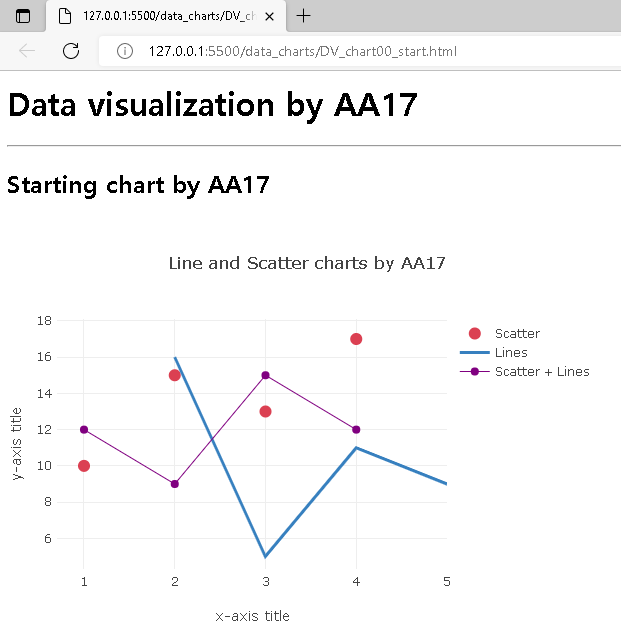 127.0.0.1:5500/data_charts/DV_ch
127.0.0.1:5500/data_charts/DV_chart00_start.html
Data visualization by AA17
Starting chart by AA17
Line and Scatter charts by AA17
18
16
14
12
10
8
6
y-axis title
1 2 3 4 5
x-axis title
Scatter
Lines
Scatter + Lines